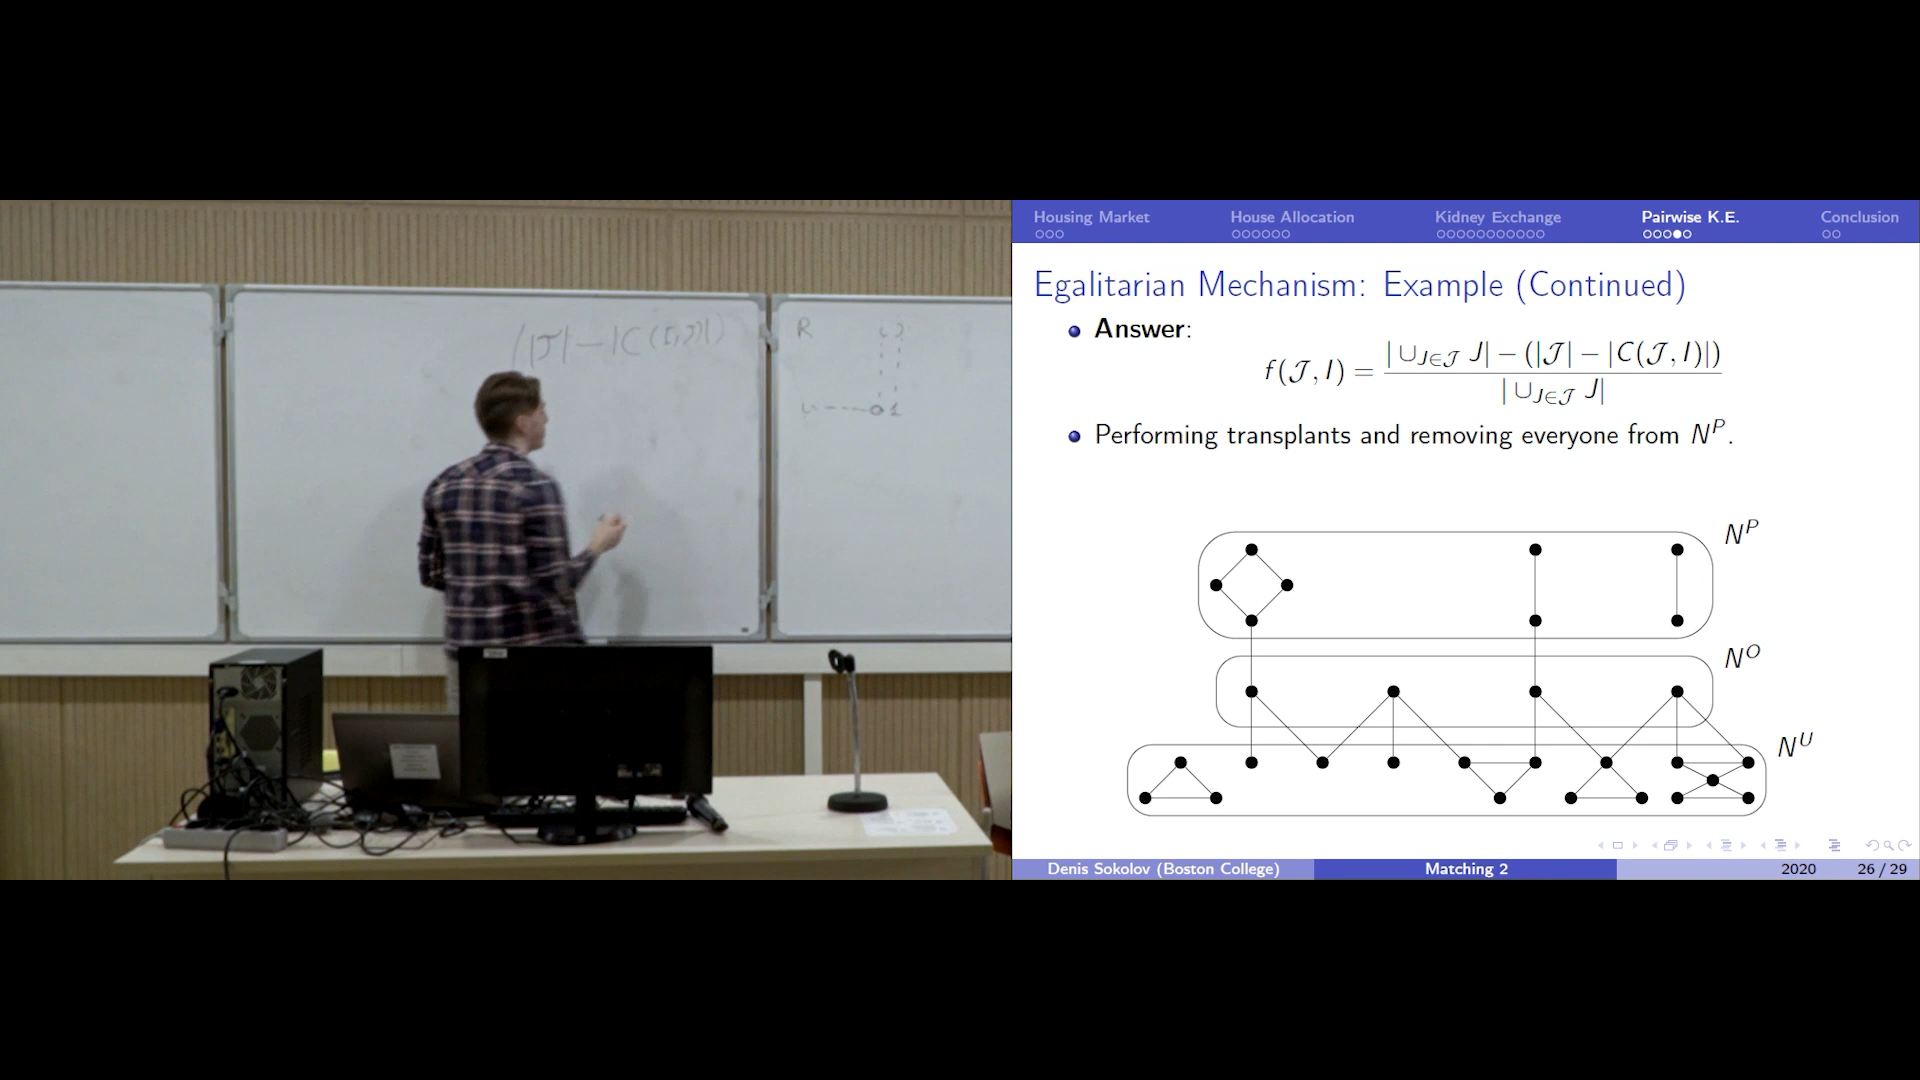 (|J|-|C(I,J)|)
R
Housing Market House Allocation Kidney Exchange Pairwise K.E. Conclusion
Egalitarian Mechanism: Example (Continued)
Answer:
f(𝒥, I) = (|∪_{J∈𝒥} J| − (|𝒥| − |C(𝒥, I)|)) / |∪_{J∈𝒥} J|
Performing transplants and removing everyone from N^P.
N^P
N^O
N^U
Denis Sokolov (Boston College) Matching 2 2020 26 / 29